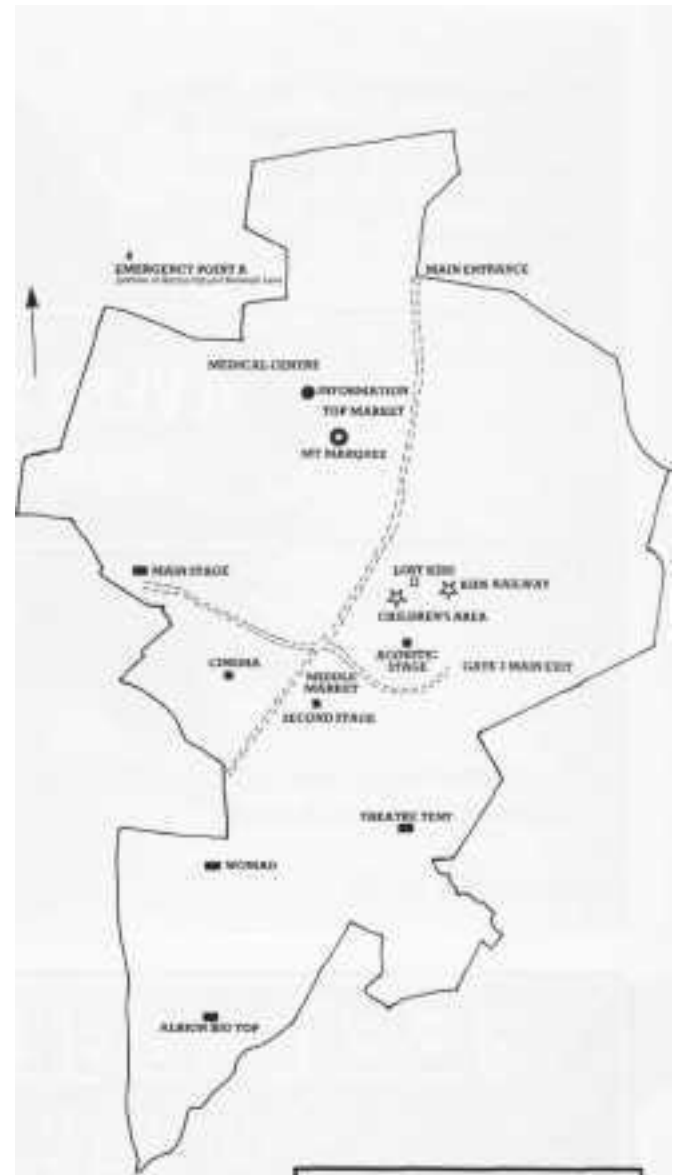 EMERGENCY POINT
MAIN ENTRANCE
MEDICAL CENTRE
INFORMATION
TOP MARKET
MT MARQUEE
MAIN STAGE
LOST KIDS
KIDS RAILWAY
CHILDREN'S AREA
CINEMA
ACOUSTIC
STAGE
GATE 2 MAIN EXIT
MIDDLE
MARKET
SECOND STAGE
THEATRE TENT
WOMAD
ALBION BIG TOP